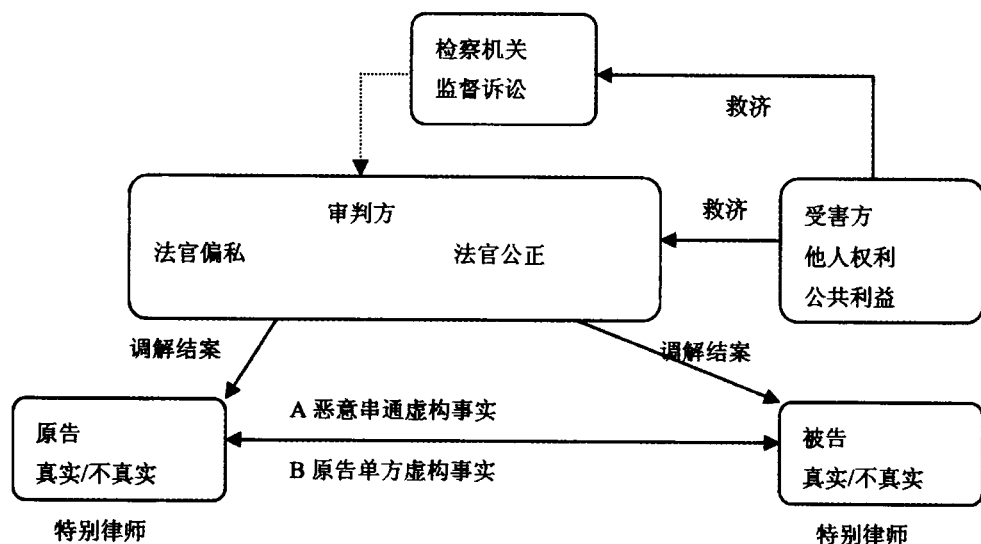 检察机关
监督诉讼
救济
审判方
救济
受害方
法官偏私
法官公正
他人权利
公共利益
调解结案
调解结案
A 恶意串通虚构事实
原告
被告
真实/不真实
B 原告单方虚构事实
真实/不真实
特别律师
特别律师